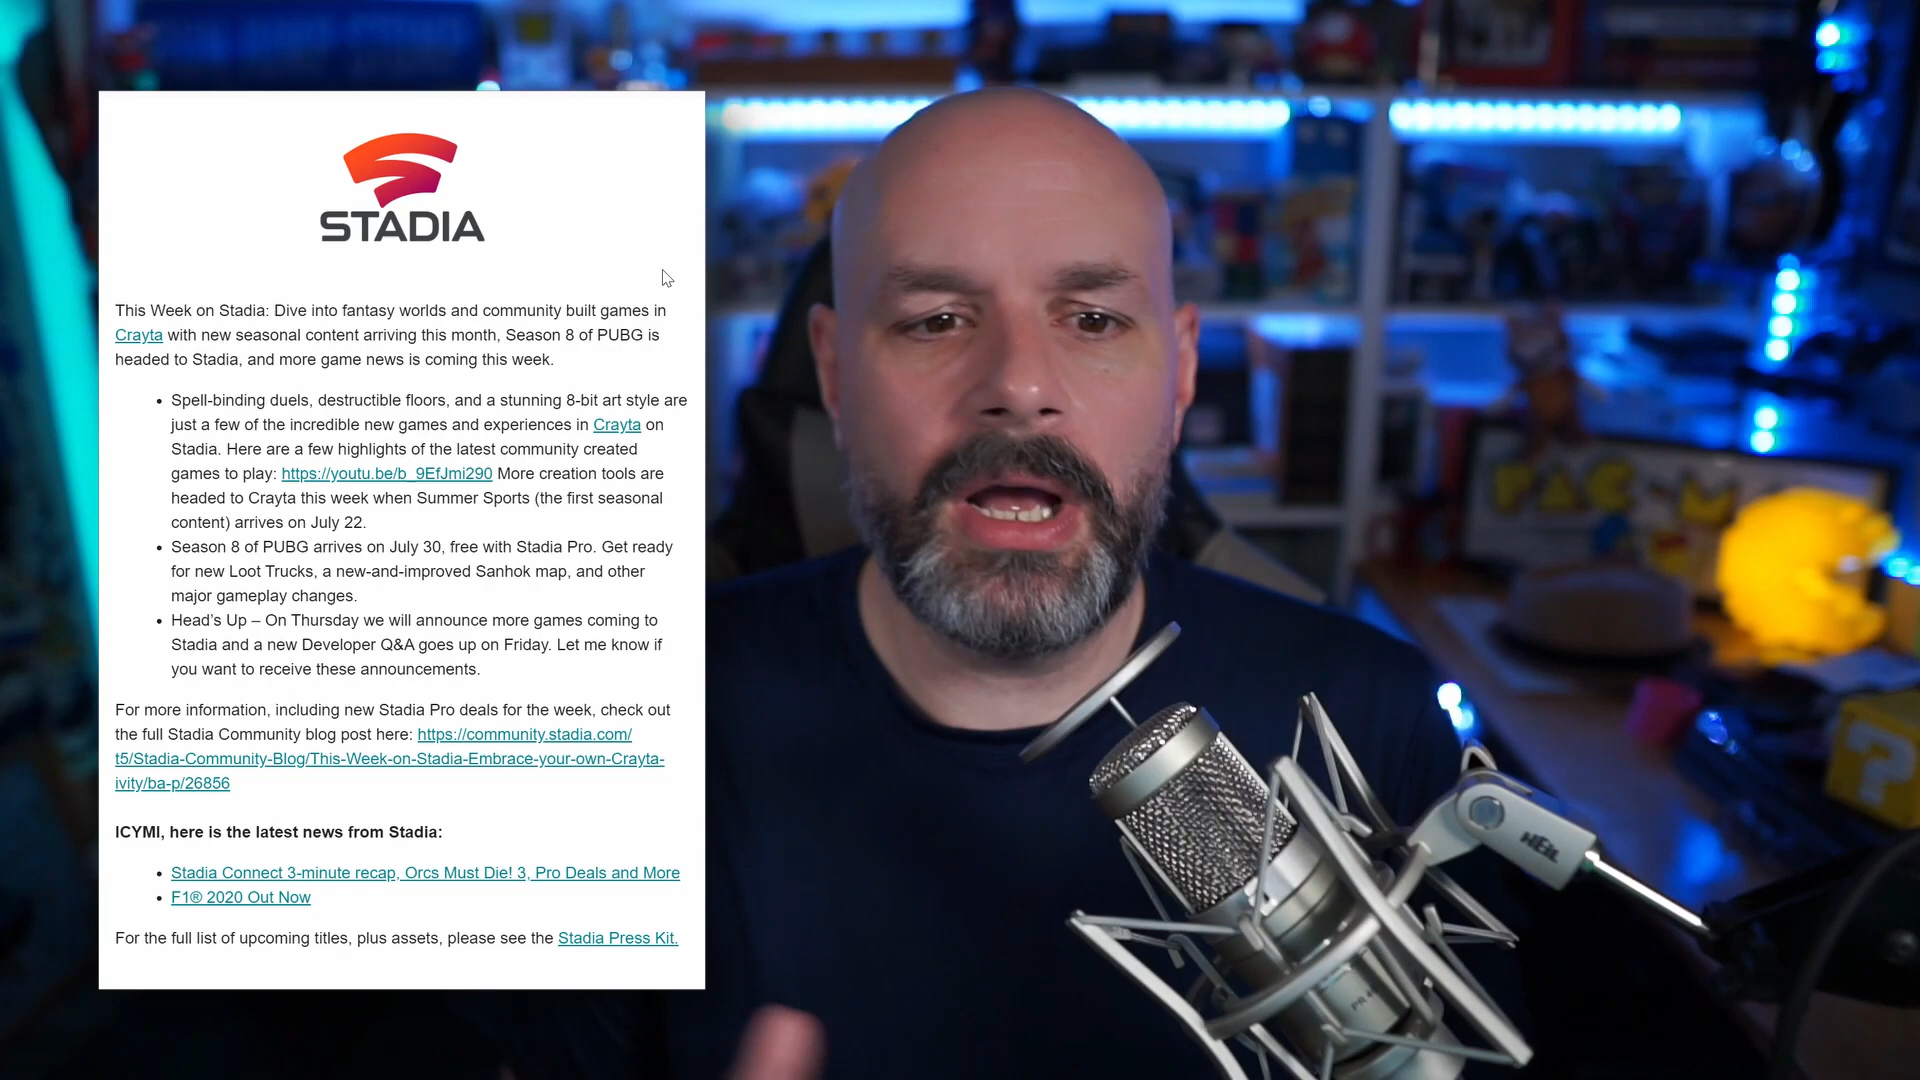 STADIA
This Week on Stadia: Dive into fantasy worlds and community built games in
Crayta with new seasonal content arriving this month, Season 8 of PUBG is
headed to Stadia, and more game news is coming this week.
• Spell-binding duels, destructible floors, and a stunning 8-bit art style are
just a few of the incredible new games and experiences in Crayta on
Stadia. Here are a few highlights of the latest community created
games to play: https://youtu.be/b_9EfJmi290 More creation tools are
headed to Crayta this week when Summer Sports (the first seasonal
content) arrives on July 22.
• Season 8 of PUBG arrives on July 30, free with Stadia Pro. Get ready
for new Loot Trucks, a new-and-improved Sanhok map, and other
major gameplay changes.
• Head’s Up – On Thursday we will announce more games coming to
Stadia and a new Developer Q&A goes up on Friday. Let me know if
you want to receive these announcements.
For more information, including new Stadia Pro deals for the week, check out
the full Stadia Community blog post here: https://community.stadia.com/
t5/Stadia-Community-Blog/This-Week-on-Stadia-Embrace-your-own-Crayta-
ivity/ba-p/26856
ICYMI, here is the latest news from Stadia:
• Stadia Connect 3-minute recap, Orcs Must Die! 3, Pro Deals and More
• F1® 2020 Out Now
For the full list of upcoming titles, plus assets, please see the Stadia Press Kit.
HEIL
?